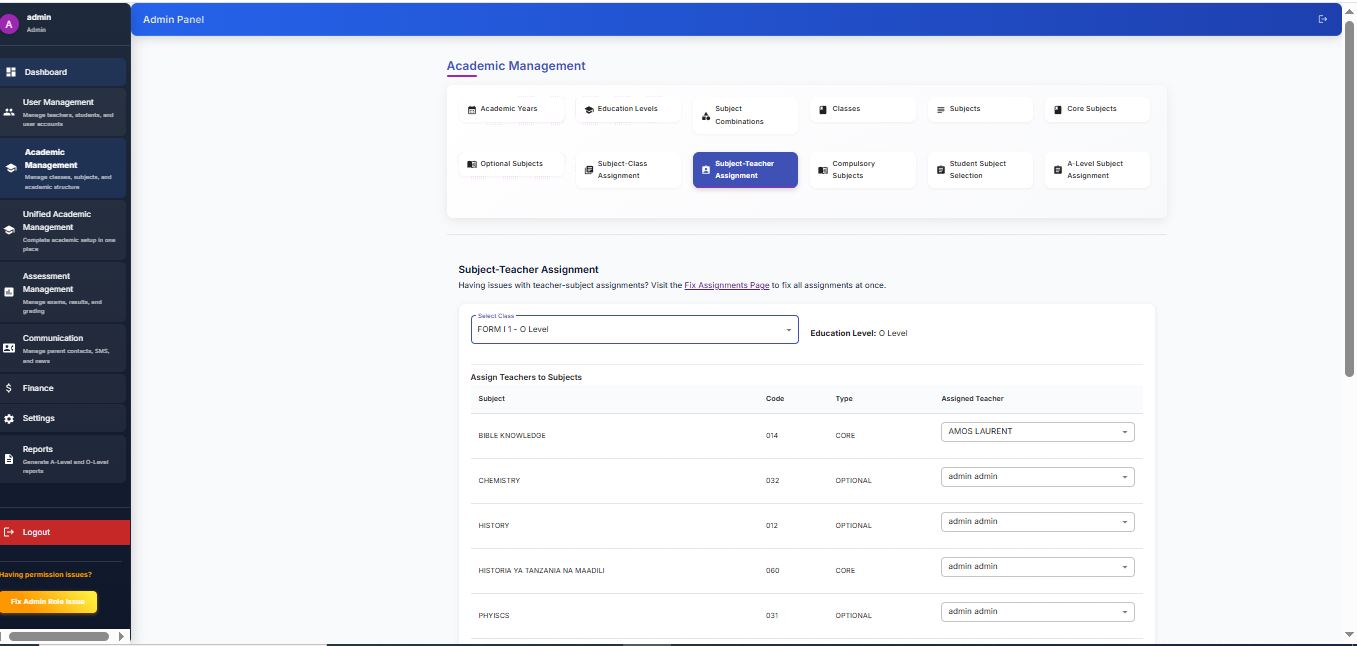 A
admin
Admin
Dashboard
User Management
Manage teachers, students, and
user accounts
Academic
Management
Manage classes, subjects, and
academic structure
Unified Academic
Management
Complete academic setup in one
place
Assessment
Management
Manage exams, results, and
grading
Communication
Manage parent contacts, SMS,
and news
$ Finance
Settings
Reports
Generate A-Level and O-Level
reports
Logout
Having permission issues?
Fix Admin Role Issue
Admin Panel
Academic Management
Academic Years
Education Levels
Subject
Combinations
Classes
Subjects
Core Subjects
Optional Subjects
Subject-Class
Assignment
Subject-Teacher
Assignment
Compulsory
Subjects
Student Subject
Selection
A-Level Subject
Assignment
Subject-Teacher Assignment
Having issues with teacher-subject assignments? Visit the Fix Assignments Page to fix all assignments at once.
Select Class
FORM I 1 - O Level
Education Level: O Level
Assign Teachers to Subjects
Subject Code Type Assigned Teacher
BIBLE KNOWLEDGE 014 CORE AMOS LAURENT
CHEMISTRY 032 OPTIONAL admin admin
HISTORY 012 OPTIONAL admin admin
HISTORIA YA TANZANIA NA MAADILI 060 CORE admin admin
PHYISCS 031 OPTIONAL admin admin